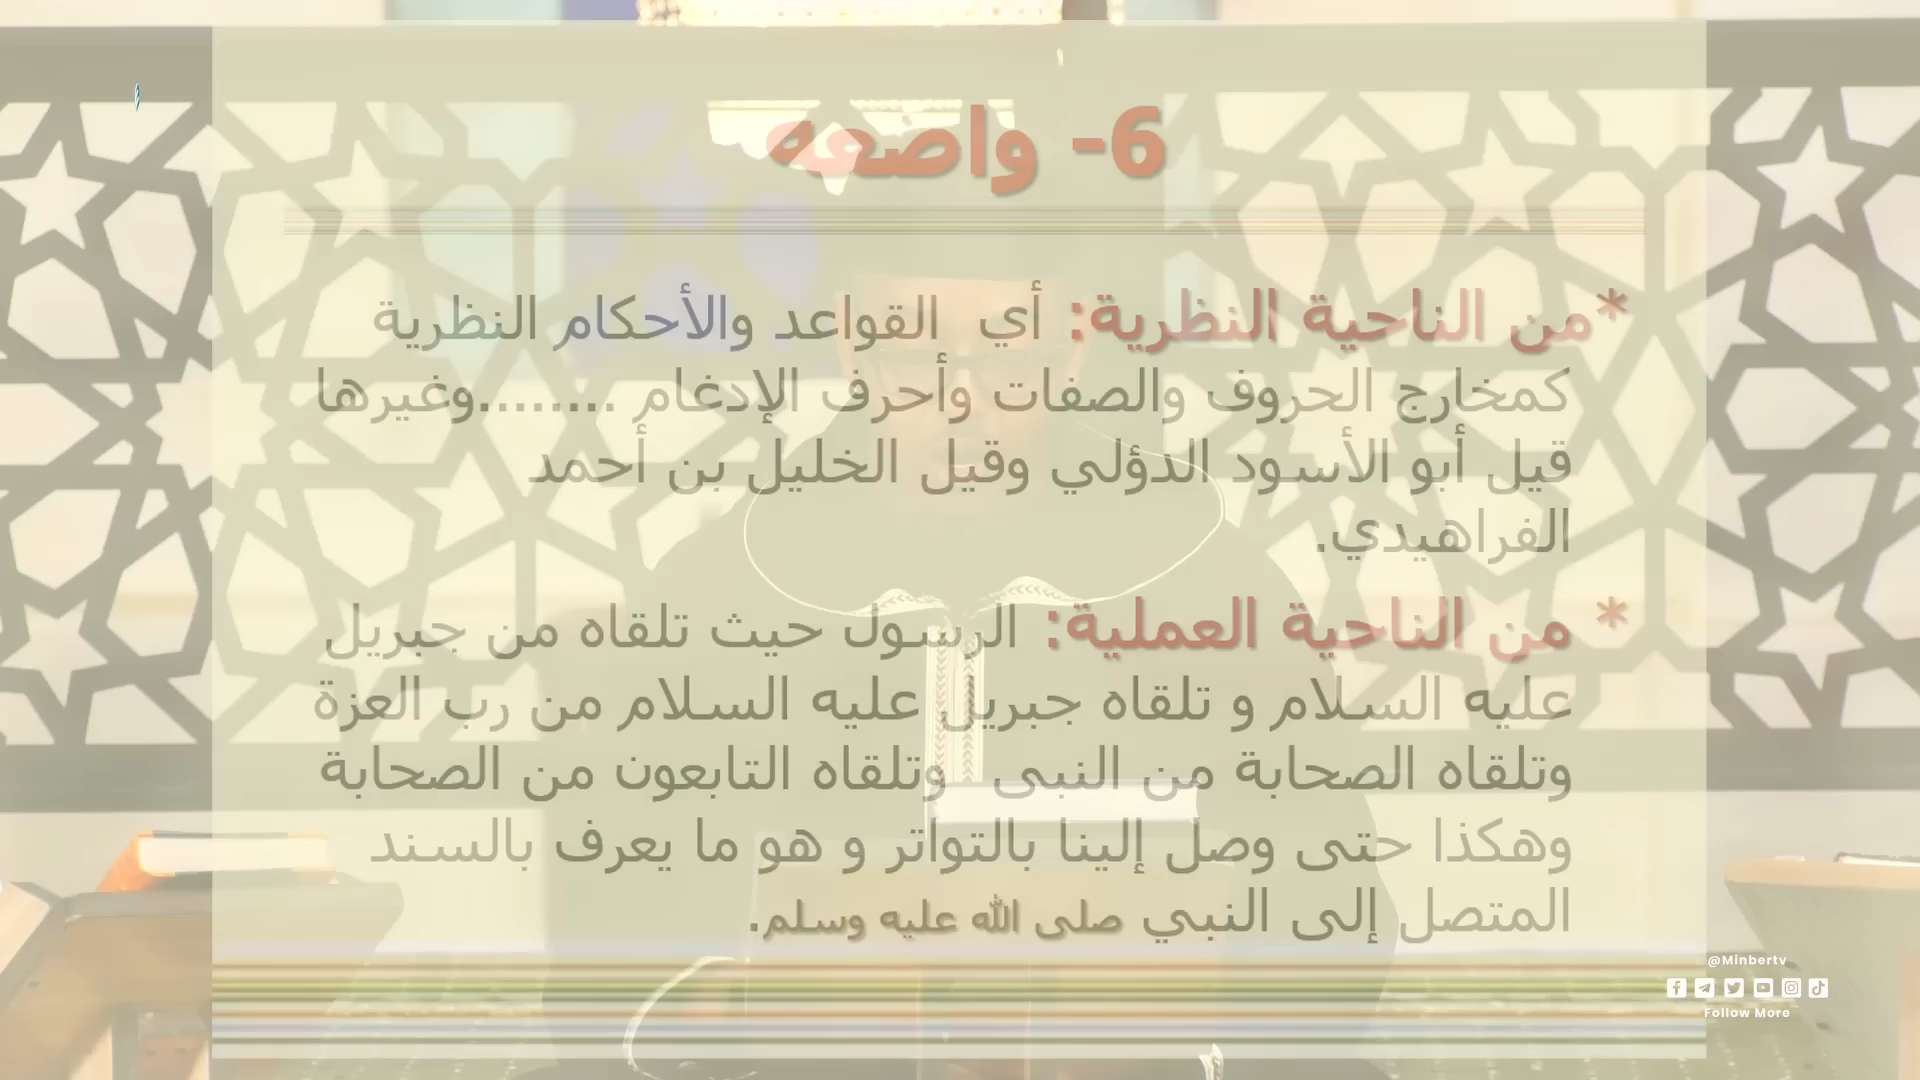 6- واضعه
*من الناحية النظرية: أي القواعد والأحكام النظرية
كمخارج الحروف والصفات وأحرف الإدغام ........وغيرها
قيل أبو الأسود الدؤلي وقيل الخليل بن أحمد
الفراهيدي.
* من الناحية العملية: الرسول حيث تلقاه من جبريل
عليه السلام و تلقاه جبريل عليه السلام من رب العزة
وتلقاه الصحابة من النبى وتلقاه التابعون من الصحابة
وهكذا حتى وصل إلينا بالتواتر و هو ما يعرف بالسند
المتصل إلى النبي صلى الله عليه وسلم.
@Minbertv
Follow More